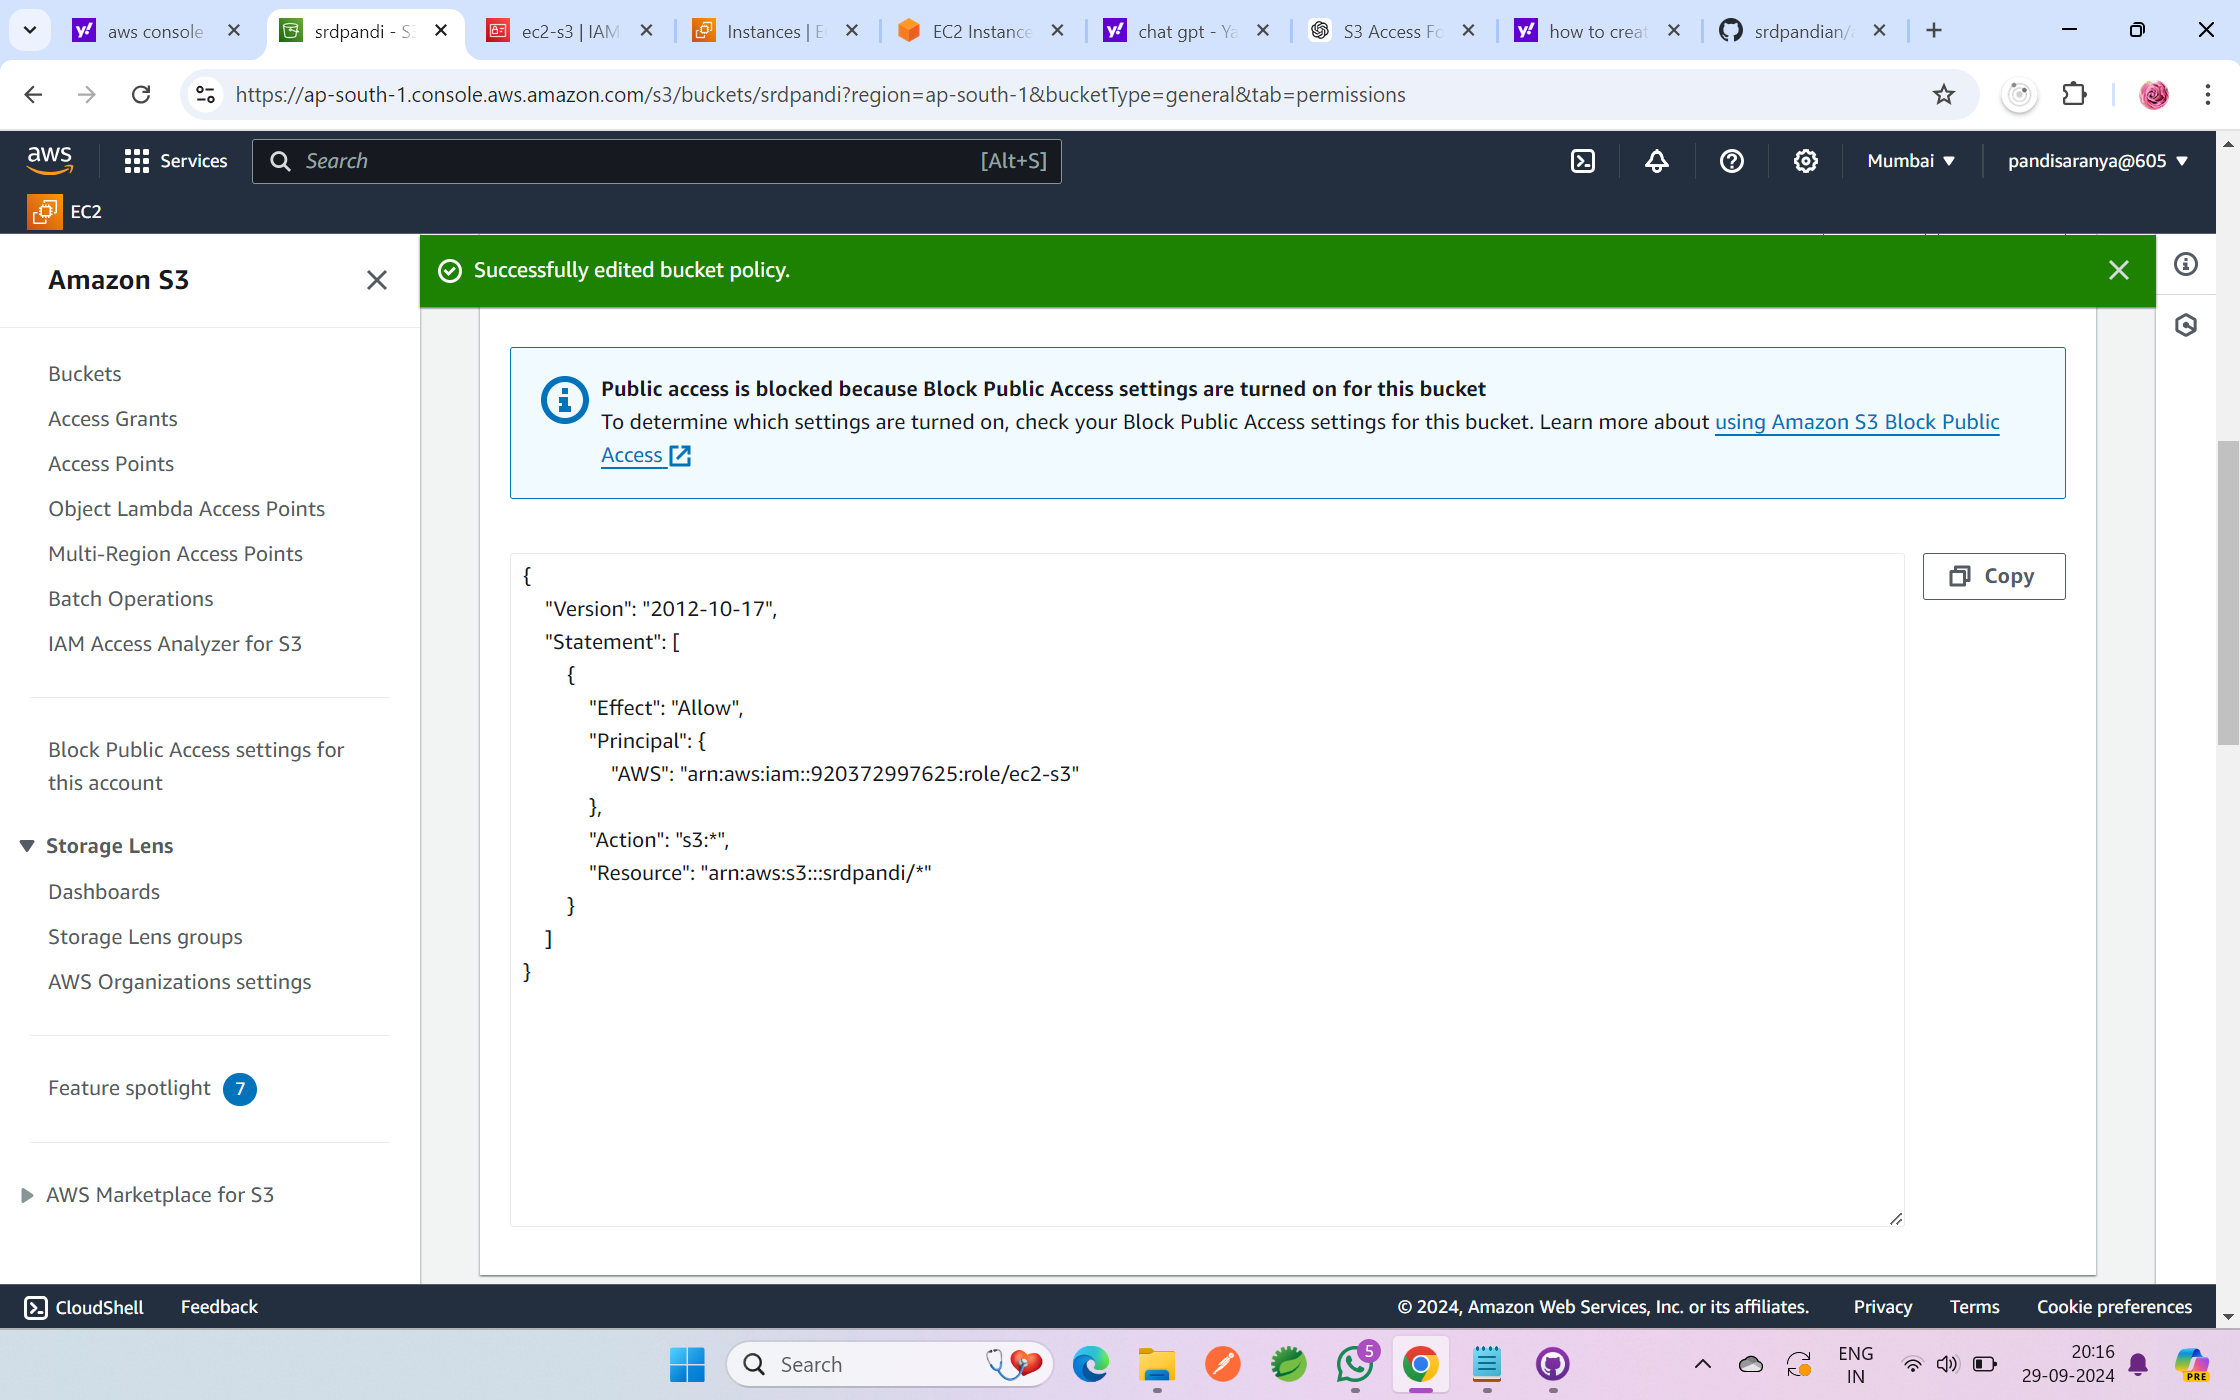 aws console
srdpandi - S
ec2-s3 | IAM
Instances | E
EC2 Instance
chat gpt - Ya
S3 Access Fo
how to creat
srdpandian/
https://ap-south-1.console.aws.amazon.com/s3/buckets/srdpandi?region=ap-south-1&bucketType=general&tab=permissions
aws
Services
Search
[Alt+S]
Mumbai
pandisaranya@605
EC2
Amazon S3
Successfully edited bucket policy.
Buckets
Access Grants
Access Points
Object Lambda Access Points
Multi-Region Access Points
Batch Operations
IAM Access Analyzer for S3
Block Public Access settings for
this account
Storage Lens
Dashboards
Storage Lens groups
AWS Organizations settings
Feature spotlight 7
AWS Marketplace for S3
Public access is blocked because Block Public Access settings are turned on for this bucket
To determine which settings are turned on, check your Block Public Access settings for this bucket. Learn more about using Amazon S3 Block Public
Access
Copy
{
"Version": "2012-10-17",
"Statement": [
{
"Effect": "Allow",
"Principal": {
"AWS": "arn:aws:iam::920372997625:role/ec2-s3"
},
"Action": "s3:*",
"Resource": "arn:aws:s3:::srdpandi/*"
}
]
}
CloudShell
Feedback
© 2024, Amazon Web Services, Inc. or its affiliates.
Privacy
Terms
Cookie preferences
Search
5
ENG
IN
20:16
29-09-2024
PRE